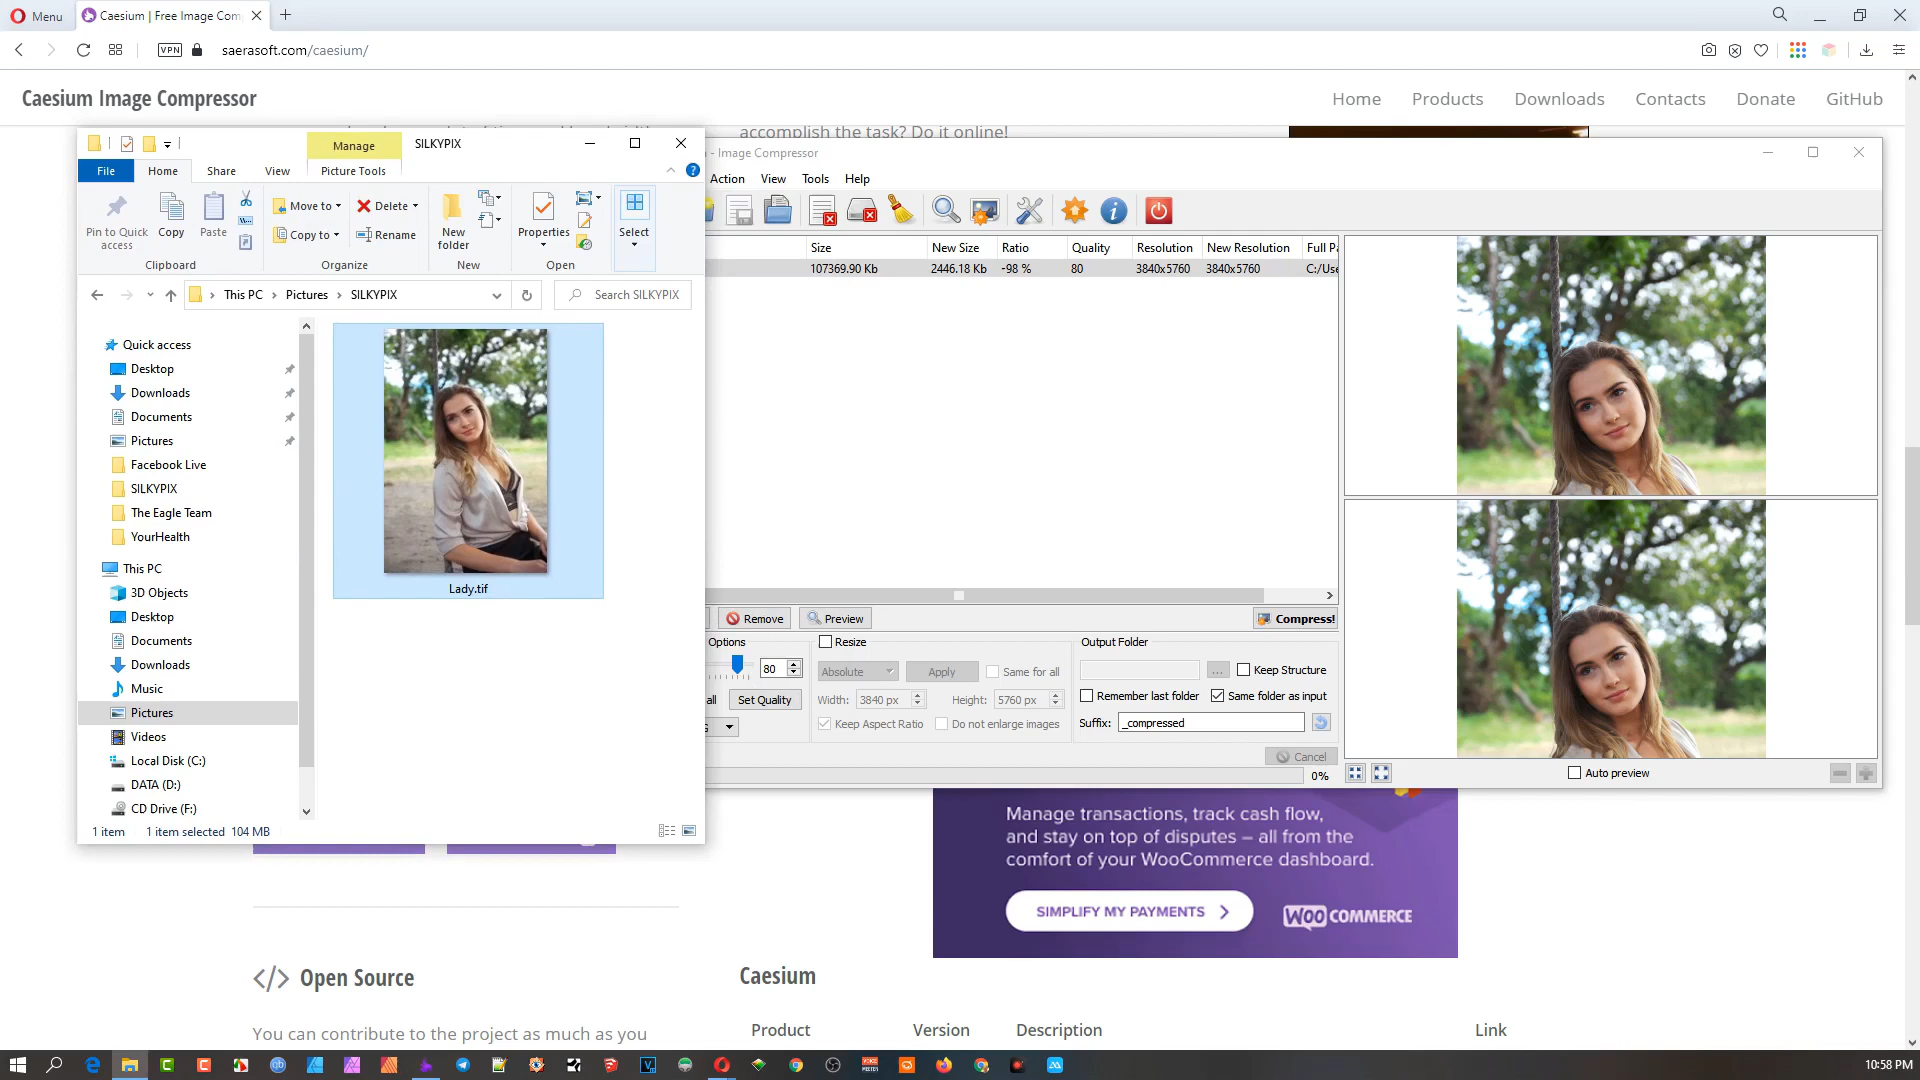 Menu
Caesium | Free Image Com
VPN
saerasoft.com/caesium/
Caesium Image Compressor
Home
Products
Downloads
Contacts
Donate
GitHub
accomplish the task? Do it online!
Manage
SILKYPIX
File
Home
Share
View
Picture Tools
Pin to Quick access
Copy
Paste
Move to
Copy to
Delete
Rename
New folder
Properties
Select
Clipboard
Organize
New
Open
This PC
Pictures
SILKYPIX
Search SILKYPIX
Quick access
Desktop
Downloads
Documents
Pictures
Facebook Live
SILKYPIX
The Eagle Team
YourHealth
This PC
3D Objects
Desktop
Documents
Downloads
Music
Pictures
Videos
Local Disk (C:)
DATA (D:)
CD Drive (F:)
Lady.tif
1 item
1 item selected
104 MB
- Image Compressor
Action
View
Tools
Help
Size
New Size
Ratio
Quality
Resolution
New Resolution
Full Pa
107369.90 Kb
2446.18 Kb
-98 %
80
3840x5760
3840x5760
C:/Use
Remove
Preview
Compress!
Options
80
all
Set Quality
Resize
Absolute
Apply
Same for all
Width:
3840 px
Height:
5760 px
Keep Aspect Ratio
Do not enlarge images
Output Folder
...
Keep Structure
Remember last folder
Same folder as input
Suffix:
_compressed
Cancel
0%
Auto preview
Manage transactions, track cash flow,
and stay on top of disputes – all from the
comfort of your WooCommerce dashboard.
SIMPLIFY MY PAYMENTS
WOO COMMERCE
</> Open Source
You can contribute to the project as much as you
Caesium
Product
Version
Description
Link
10:58 PM